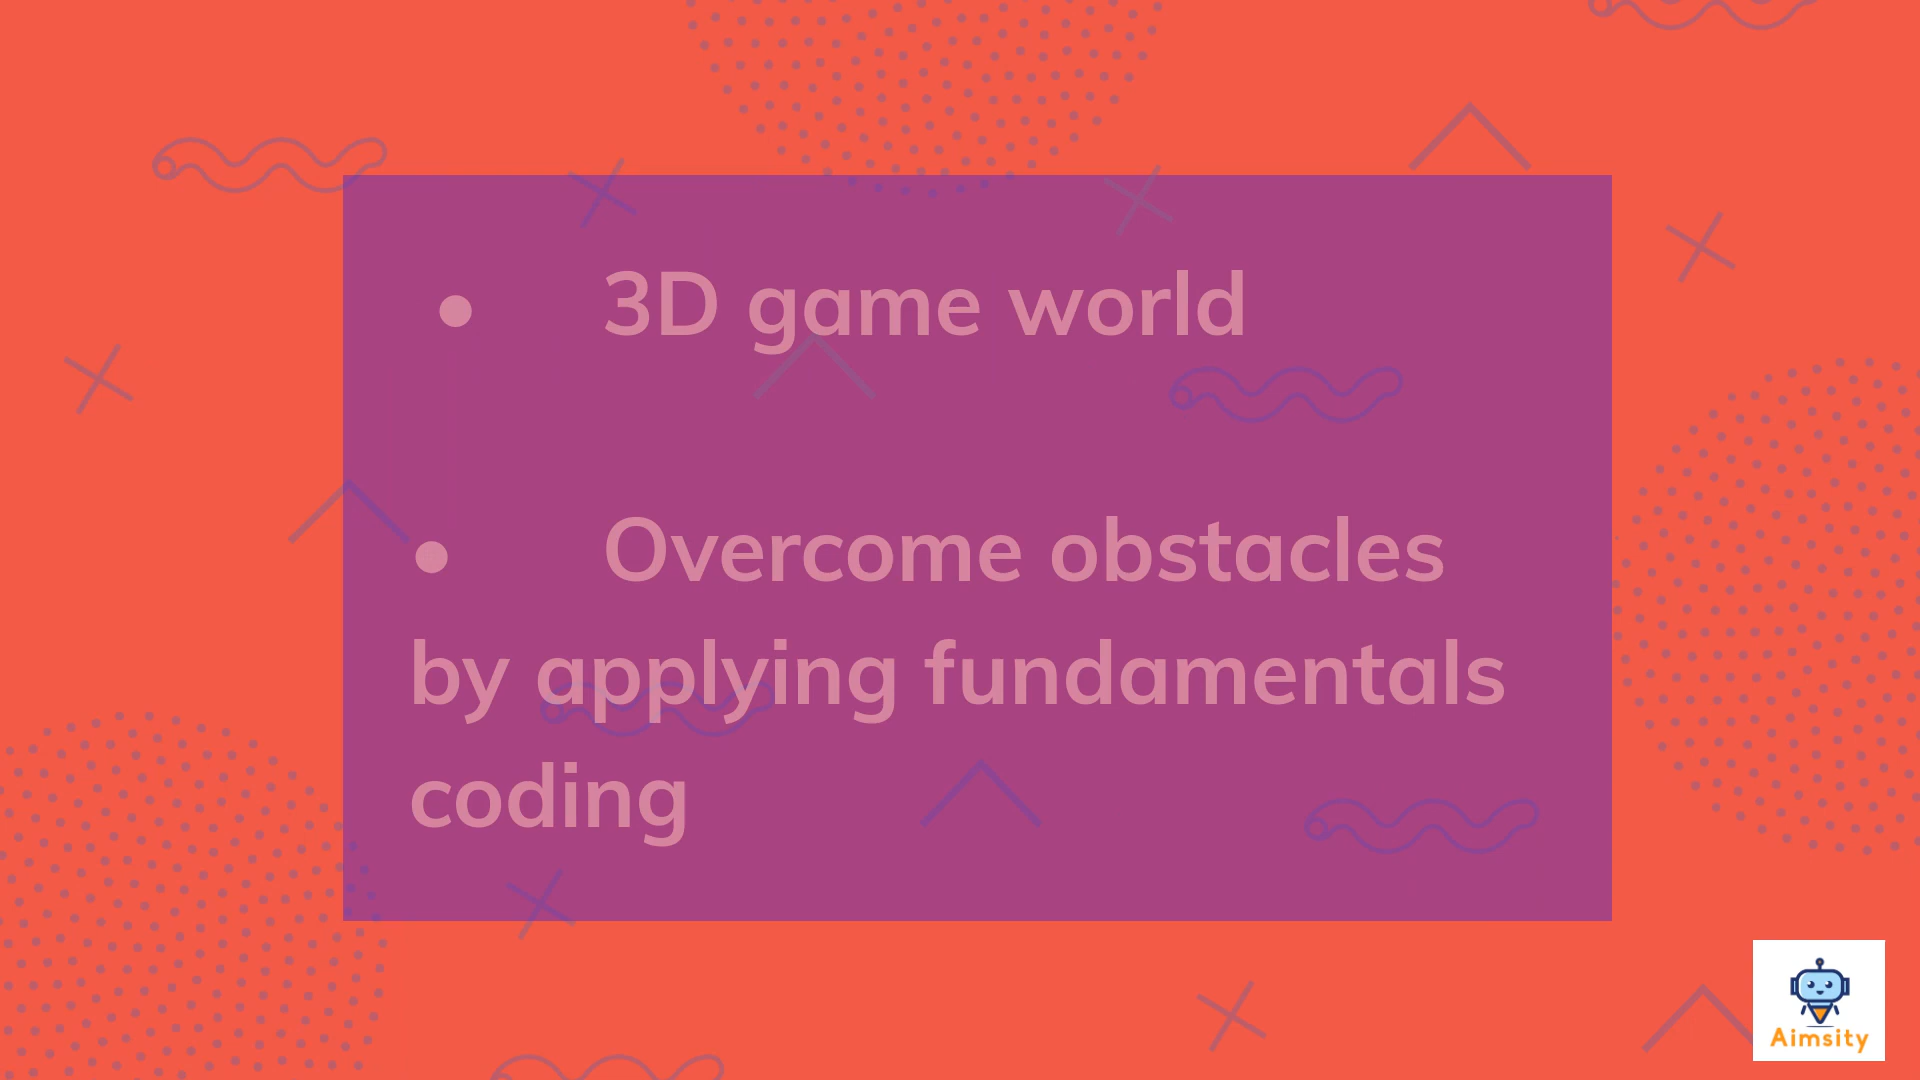 • 3D game world
• Overcome obstacles
by applying fundamentals
coding
Aimsity